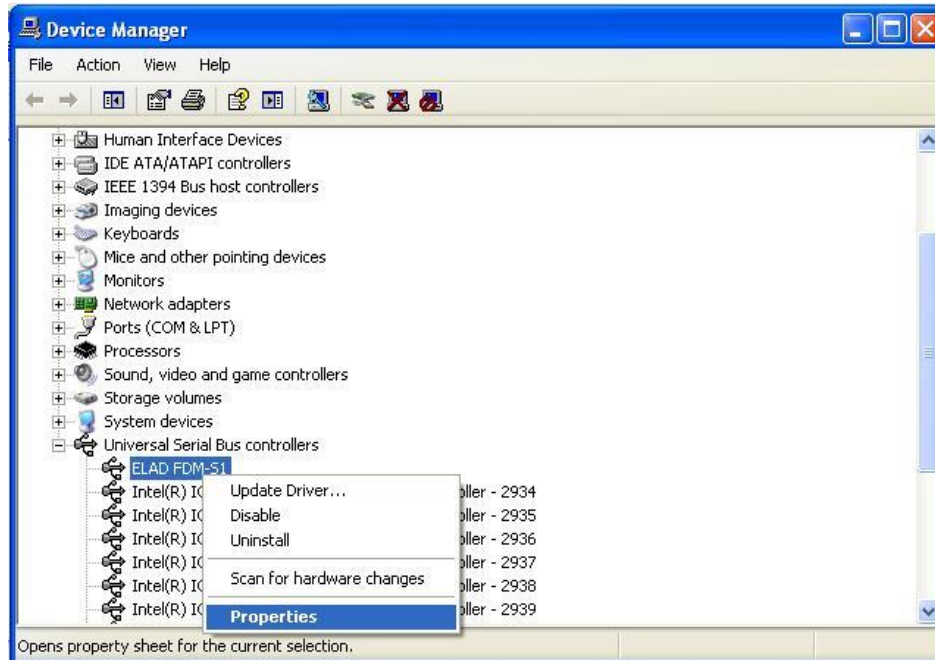 Device Manager
File Action View Help
Human Interface Devices
IDE ATA/ATAPI controllers
IEEE 1394 Bus host controllers
Imaging devices
Keyboards
Mice and other pointing devices
Monitors
Network adapters
Ports (COM & LPT)
Processors
Sound, video and game controllers
Storage volumes
System devices
Universal Serial Bus controllers
ELAD FDM-S1
Intel(R) IC Update Driver... oller - 2934
Intel(R) IC Disable oller - 2935
Intel(R) IC Uninstall oller - 2936
Intel(R) IC oller - 2937
Intel(R) IC Scan for hardware changes oller - 2938
Intel(R) IC Properties oller - 2939
Opens property sheet for the current selection.